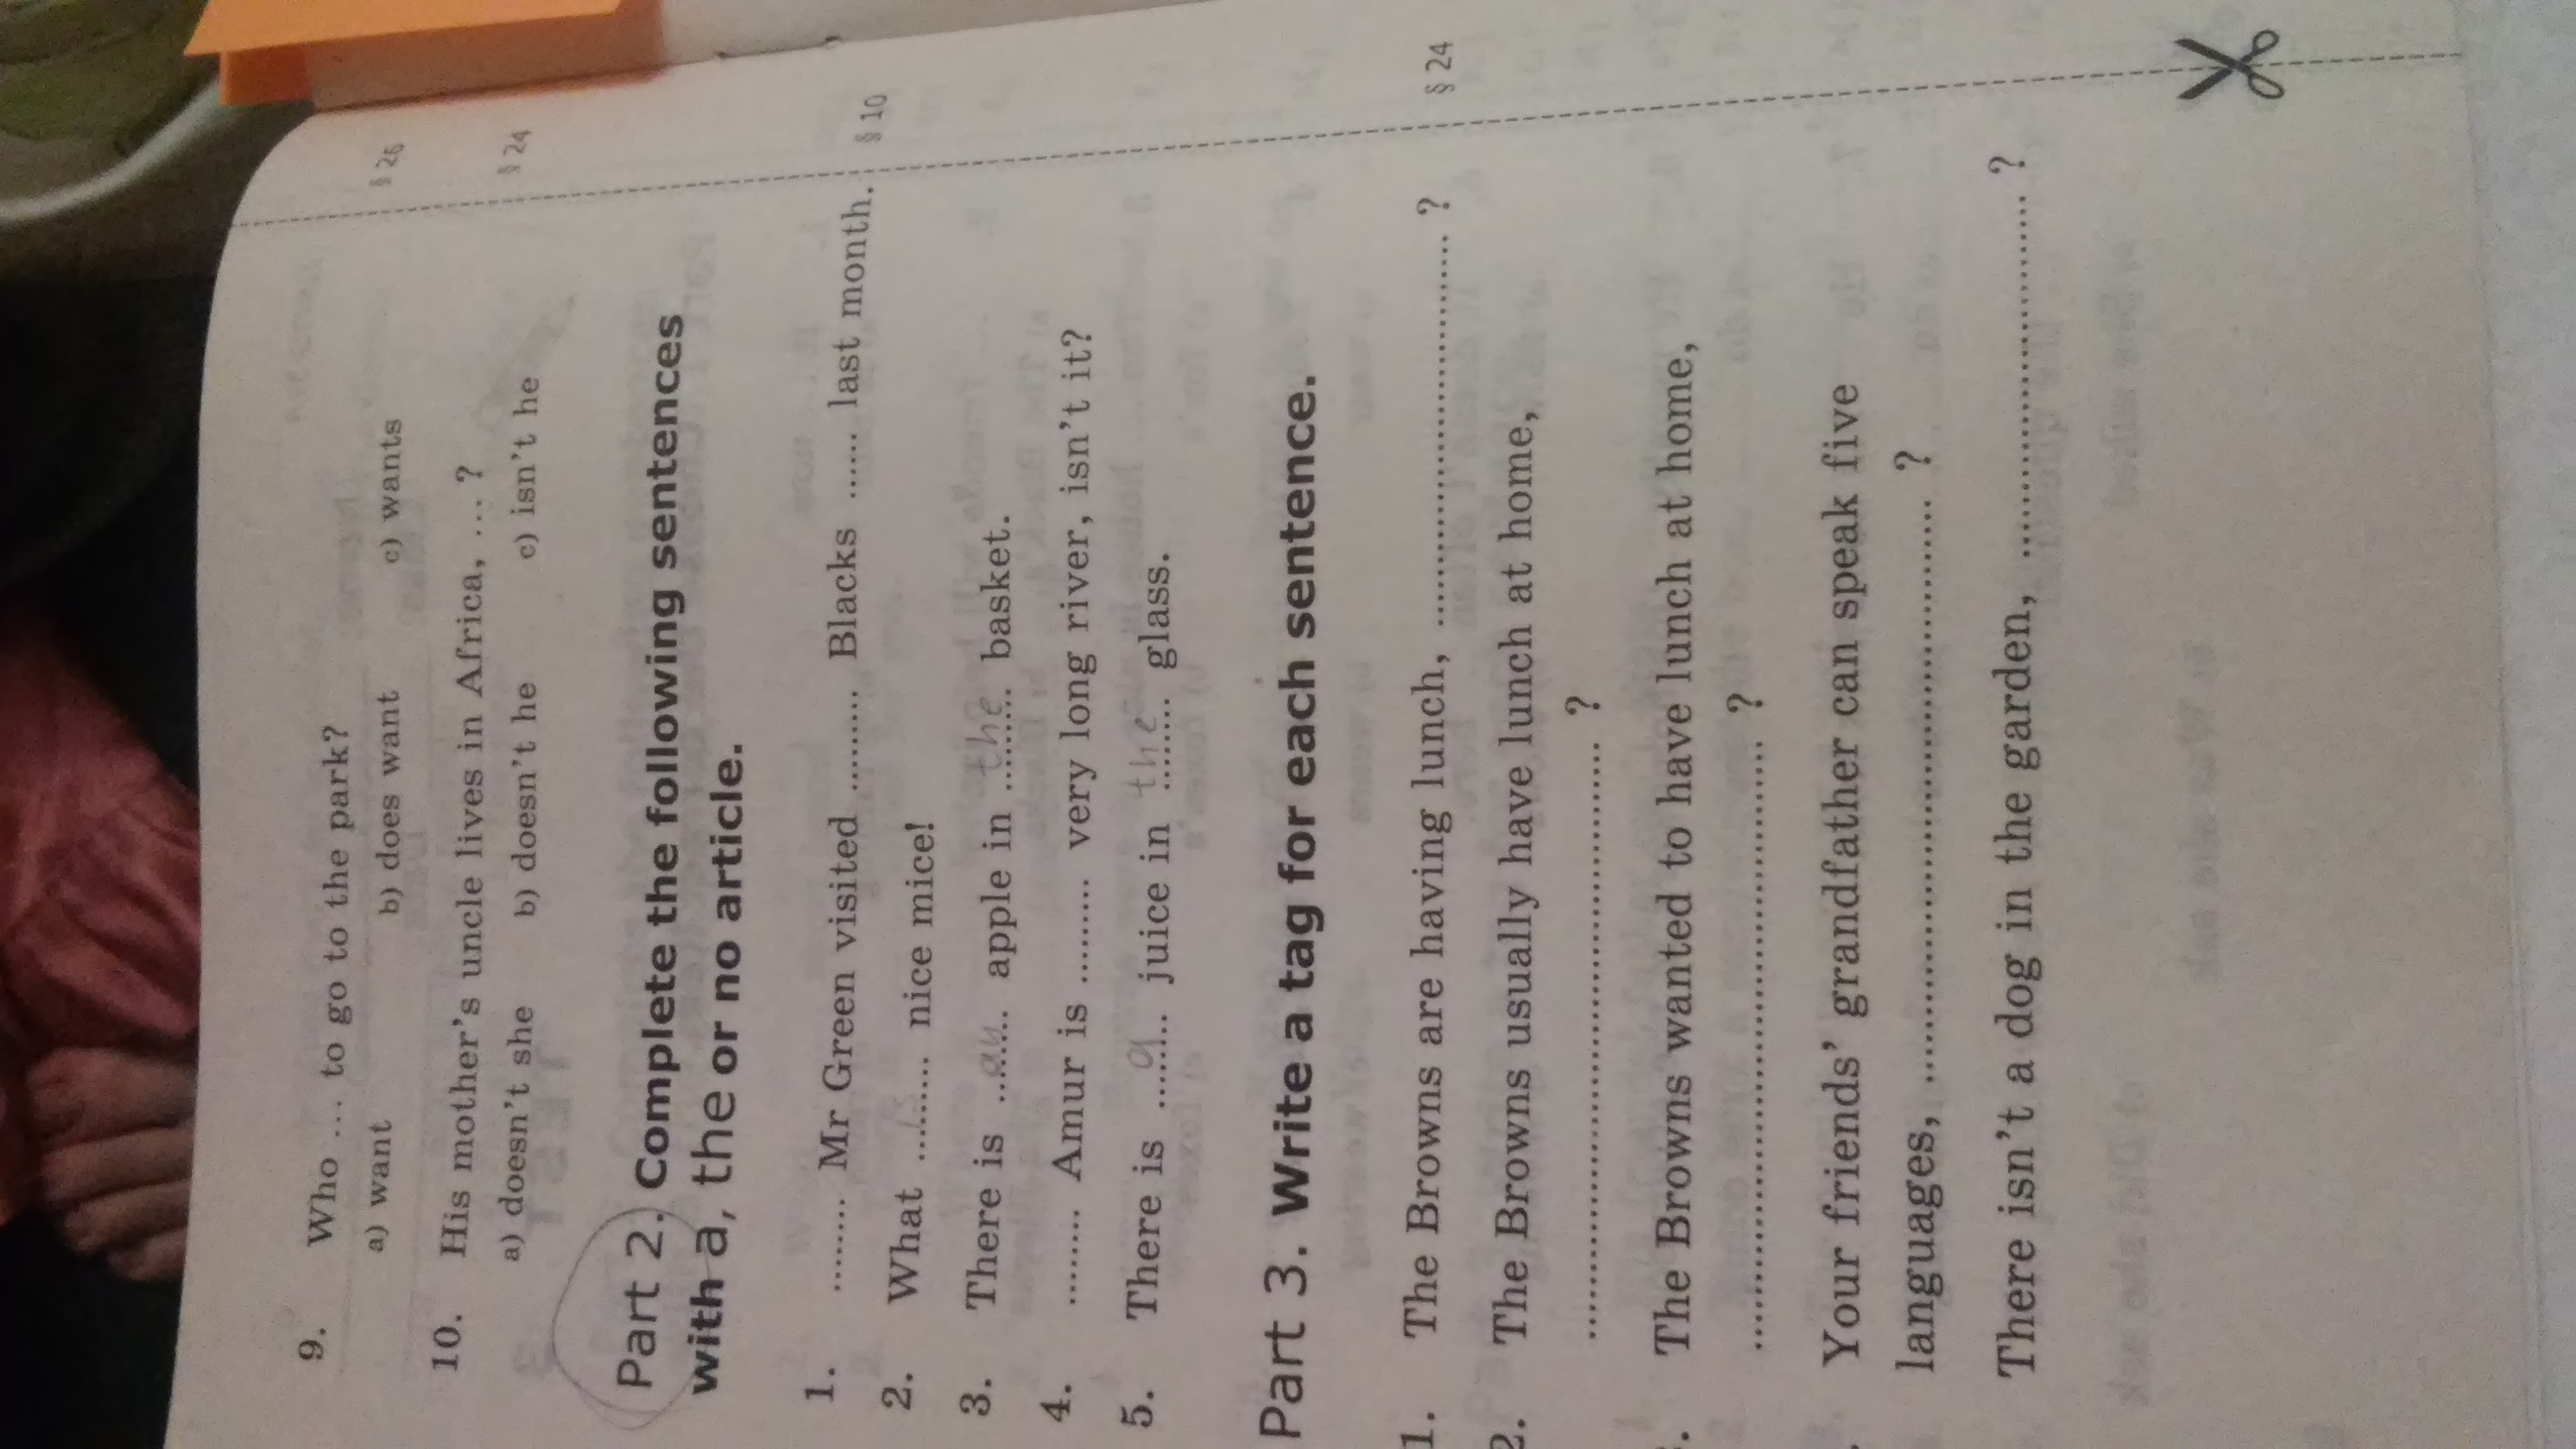 9. Who ... to go to the park? § 26
a) want b) does want c) wants
10. His mother's uncle lives in Africa, ... ? § 24
a) doesn't she b) doesn't he c) isn't he
Part 2. Complete the following sentences
with a, the or no article.
1. ........ Mr Green visited ......... Blacks ...... last month. § 10
2. What ......... nice mice!
3. There is ...an... apple in ...the... basket.
4. ........ Amur is ......... very long river, isn't it?
5. There is ...a... juice in ...the... glass.
Part 3. Write a tag for each sentence.
1. The Browns are having lunch, .............................. ? § 24
2. The Browns usually have lunch at home,
.............................................. ?
. The Browns wanted to have lunch at home,
.............................................. ?
. Your friends' grandfather can speak five
languages, .............................................. ?
There isn't a dog in the garden, ............................ ?